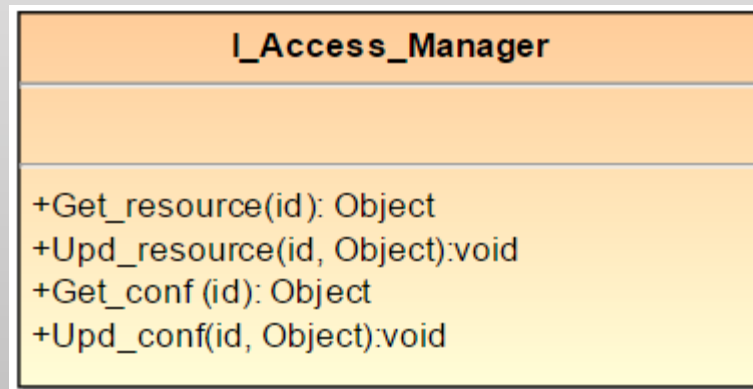 I_Access_Manager
+Get_resource(id): Object
+Upd_resource(id, Object):void
+Get_conf (id): Object
+Upd_conf(id, Object):void